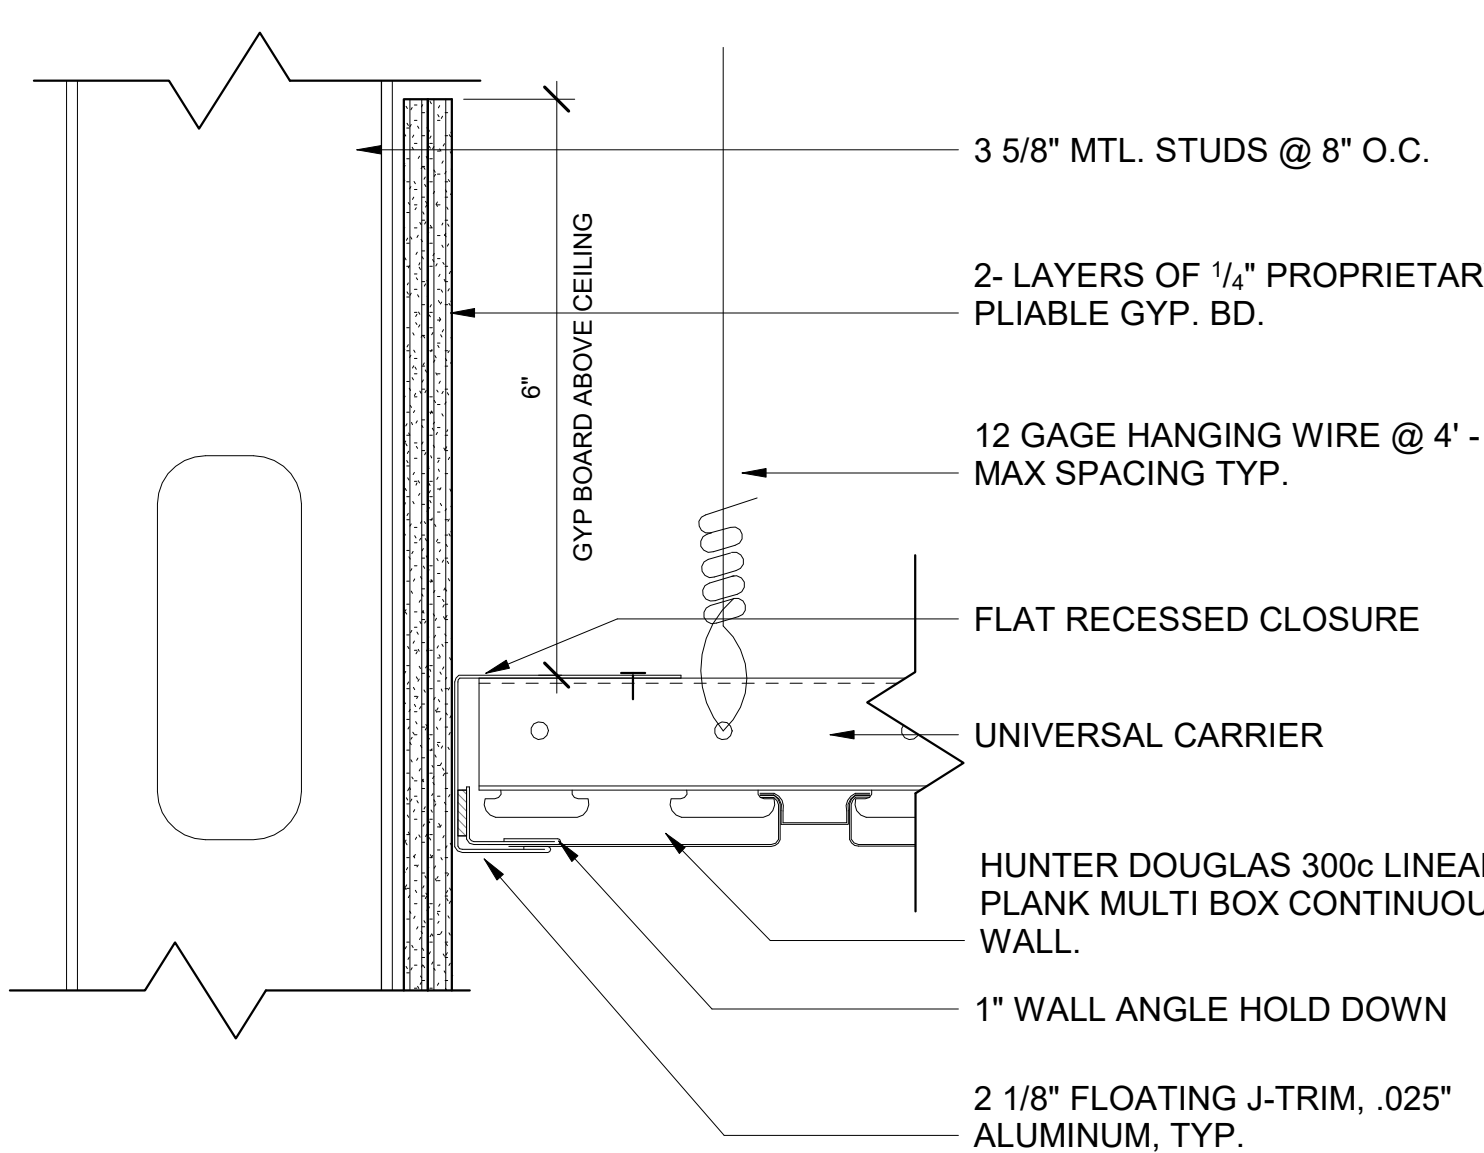 3 5/8" MTL. STUDS @ 8" O.C.
2- LAYERS OF 1/4" PROPRIETAR
PLIABLE GYP. BD.
6"
GYP BOARD ABOVE CEILING
12 GAGE HANGING WIRE @ 4' -
MAX SPACING TYP.
FLAT RECESSED CLOSURE
UNIVERSAL CARRIER
HUNTER DOUGLAS 300c LINEAR
PLANK MULTI BOX CONTINUOU
WALL.
1" WALL ANGLE HOLD DOWN
2 1/8" FLOATING J-TRIM, .025"
ALUMINUM, TYP.